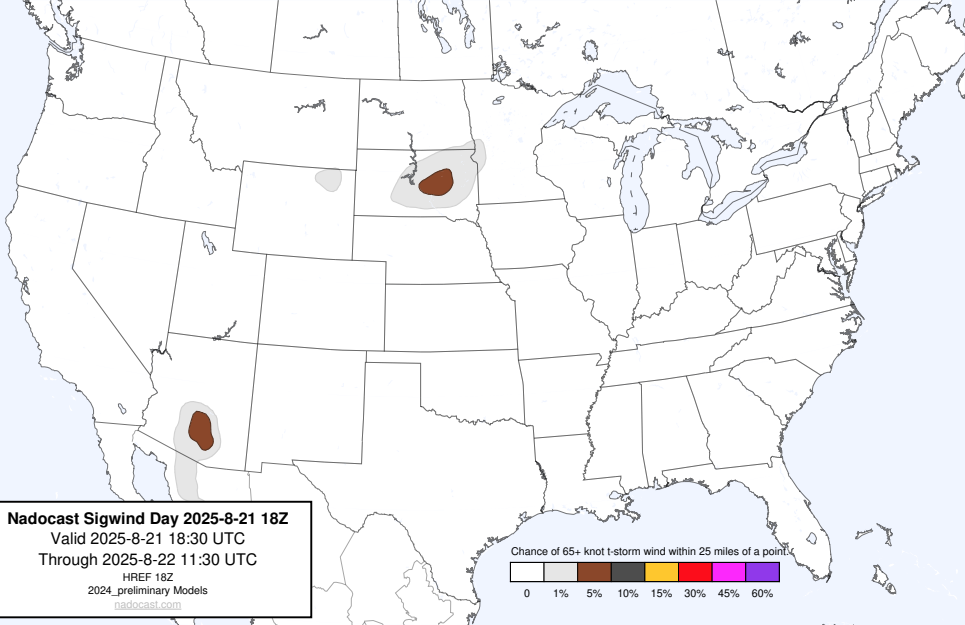 Nadocast Sigwind Day 2025-8-21 18Z
Valid 2025-8-21 18:30 UTC
Through 2025-8-22 11:30 UTC
HREF 18Z
2024_preliminary Models
nadocast.com
Chance of 65+ knot t-storm wind within 25 miles of a point.
0 1% 5% 10% 15% 30% 45% 60%